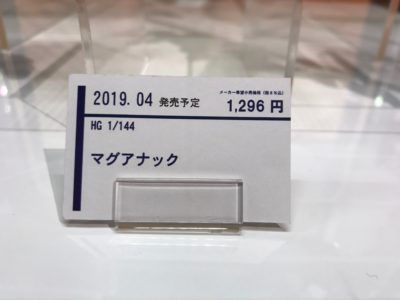 2019. 04 発売予定
メーカー希望小売価格（税８％込）
1,296 円
HG 1/144
マグアナック